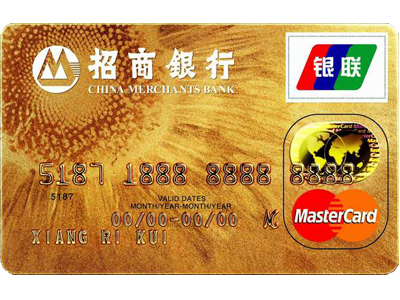 招商銀行
CHINA MERCHANTS BANK
银联
5187 1888 8888 8888
5187
VALID DATES
MONTH/YEAR-MONTH/YEAR
00/00-00/00
XIANG RI KUI
MasterCard